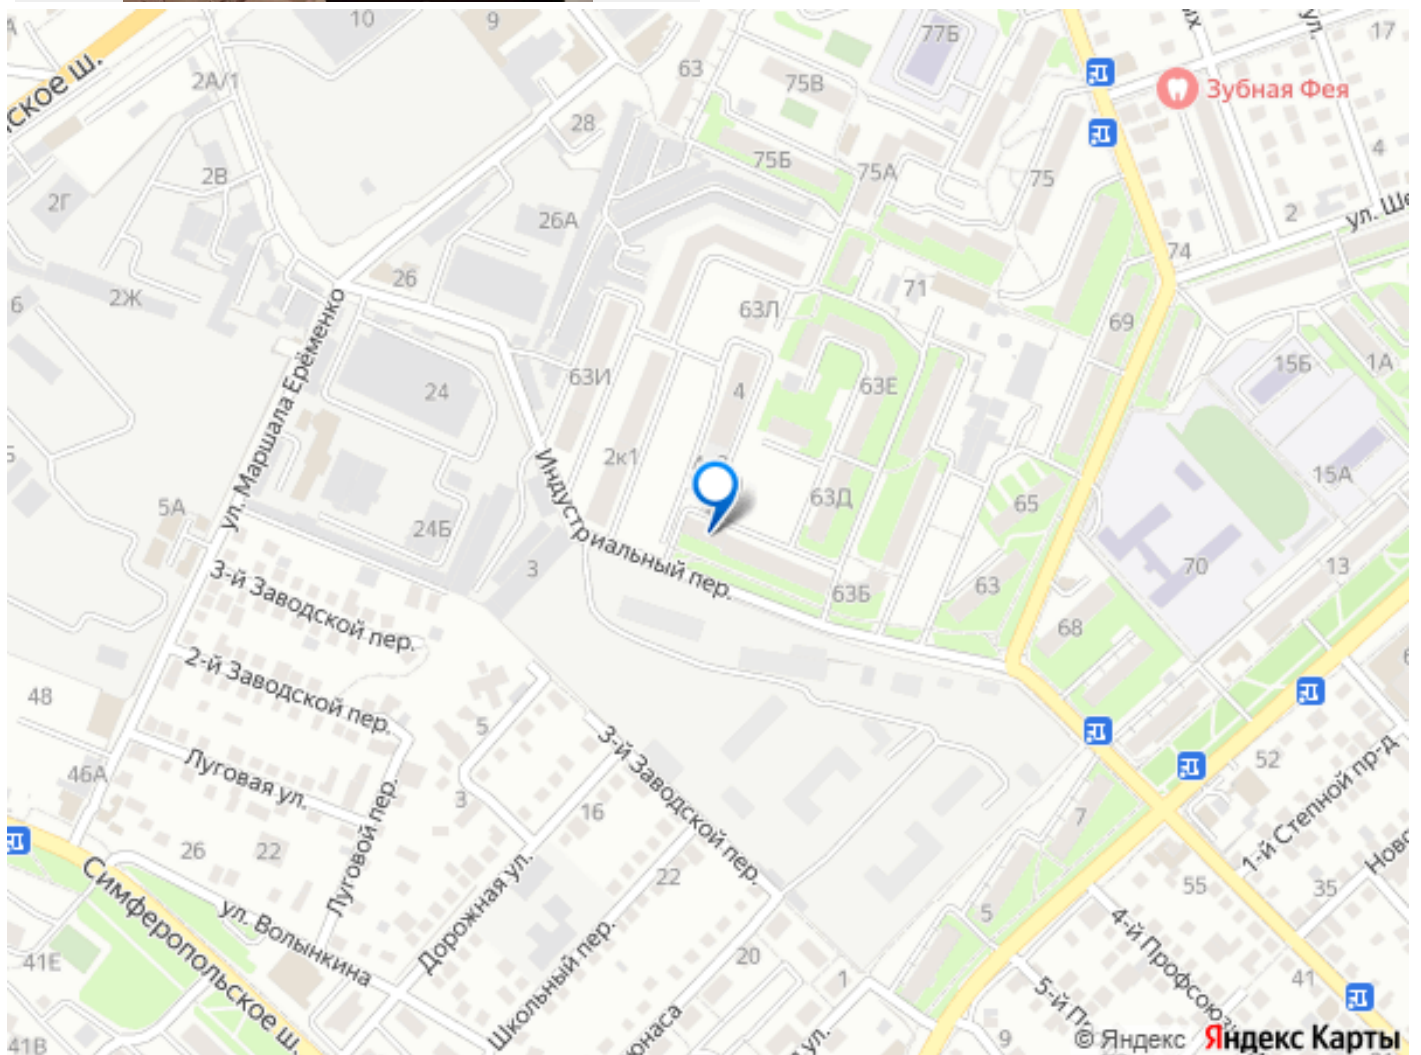 10
9
77Б
ул.
17
63
75В
ское ш.
2А/1
Зубная Фея
28
75Б
75А
75
4
2В
2Г
26А
2
ул. Ше
74
26
71
2Ж
6
63Л
69
ул. Маршала Ерёменко
15Б
1А
24
63И
4
63Е
Индустриальный пер.
2к1
15А
5А
24Б
63Д
65
3
70
13
3-й Заводской пер.
63Б
63
68
2-й Заводской пер.
48
5
3-й Заводской пер.
52
1-й Степной пр-д
46А
Луговая ул.
Луговой пер.
3
16
7
Ново
26
22
Симферопольское ш.
ул. Волынкина
Дорожная ул.
Школьный пер.
22
55
35
5
4-й Профсоюз
41Е
20
1
41
5-й П
41В
юнаса
ул.
9
© Яндекс Яндекс Карты